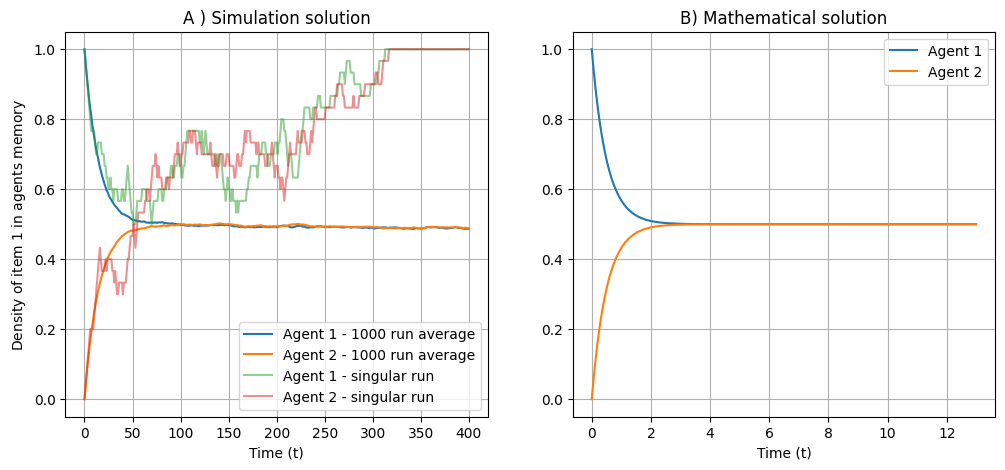 A ) Simulation solution
Density of item 1 in agents memory
1.0
0.8
0.6
0.4
0.2
0.0
Agent 1 - 1000 run average
Agent 2 - 1000 run average
Agent 1 - singular run
Agent 2 - singular run
0 50 100 150 200 250 300 350 400
Time (t)
B) Mathematical solution
Agent 1
Agent 2
1.0
0.8
0.6
0.4
0.2
0.0
0 2 4 6 8 10 12
Time (t)